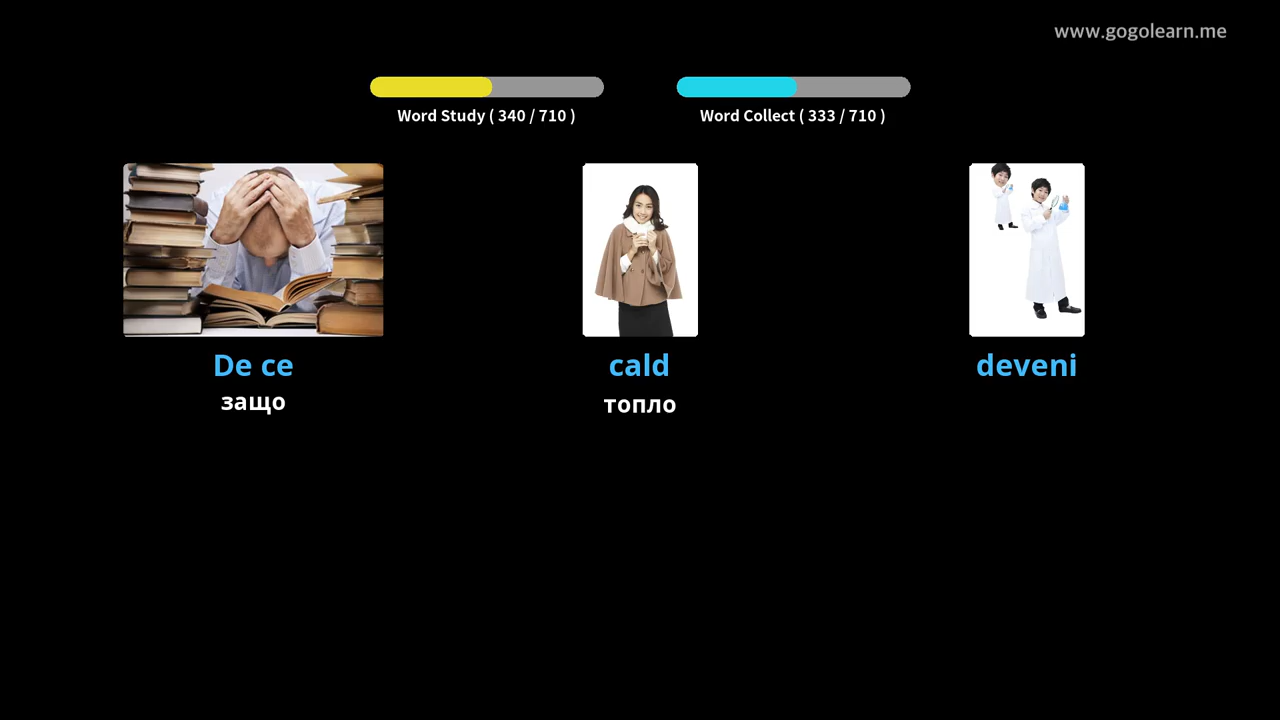 www.gogolearn.me
Word Study ( 340 / 710 )
Word Collect ( 333 / 710 )
De ce
cald
deveni
защо
топло